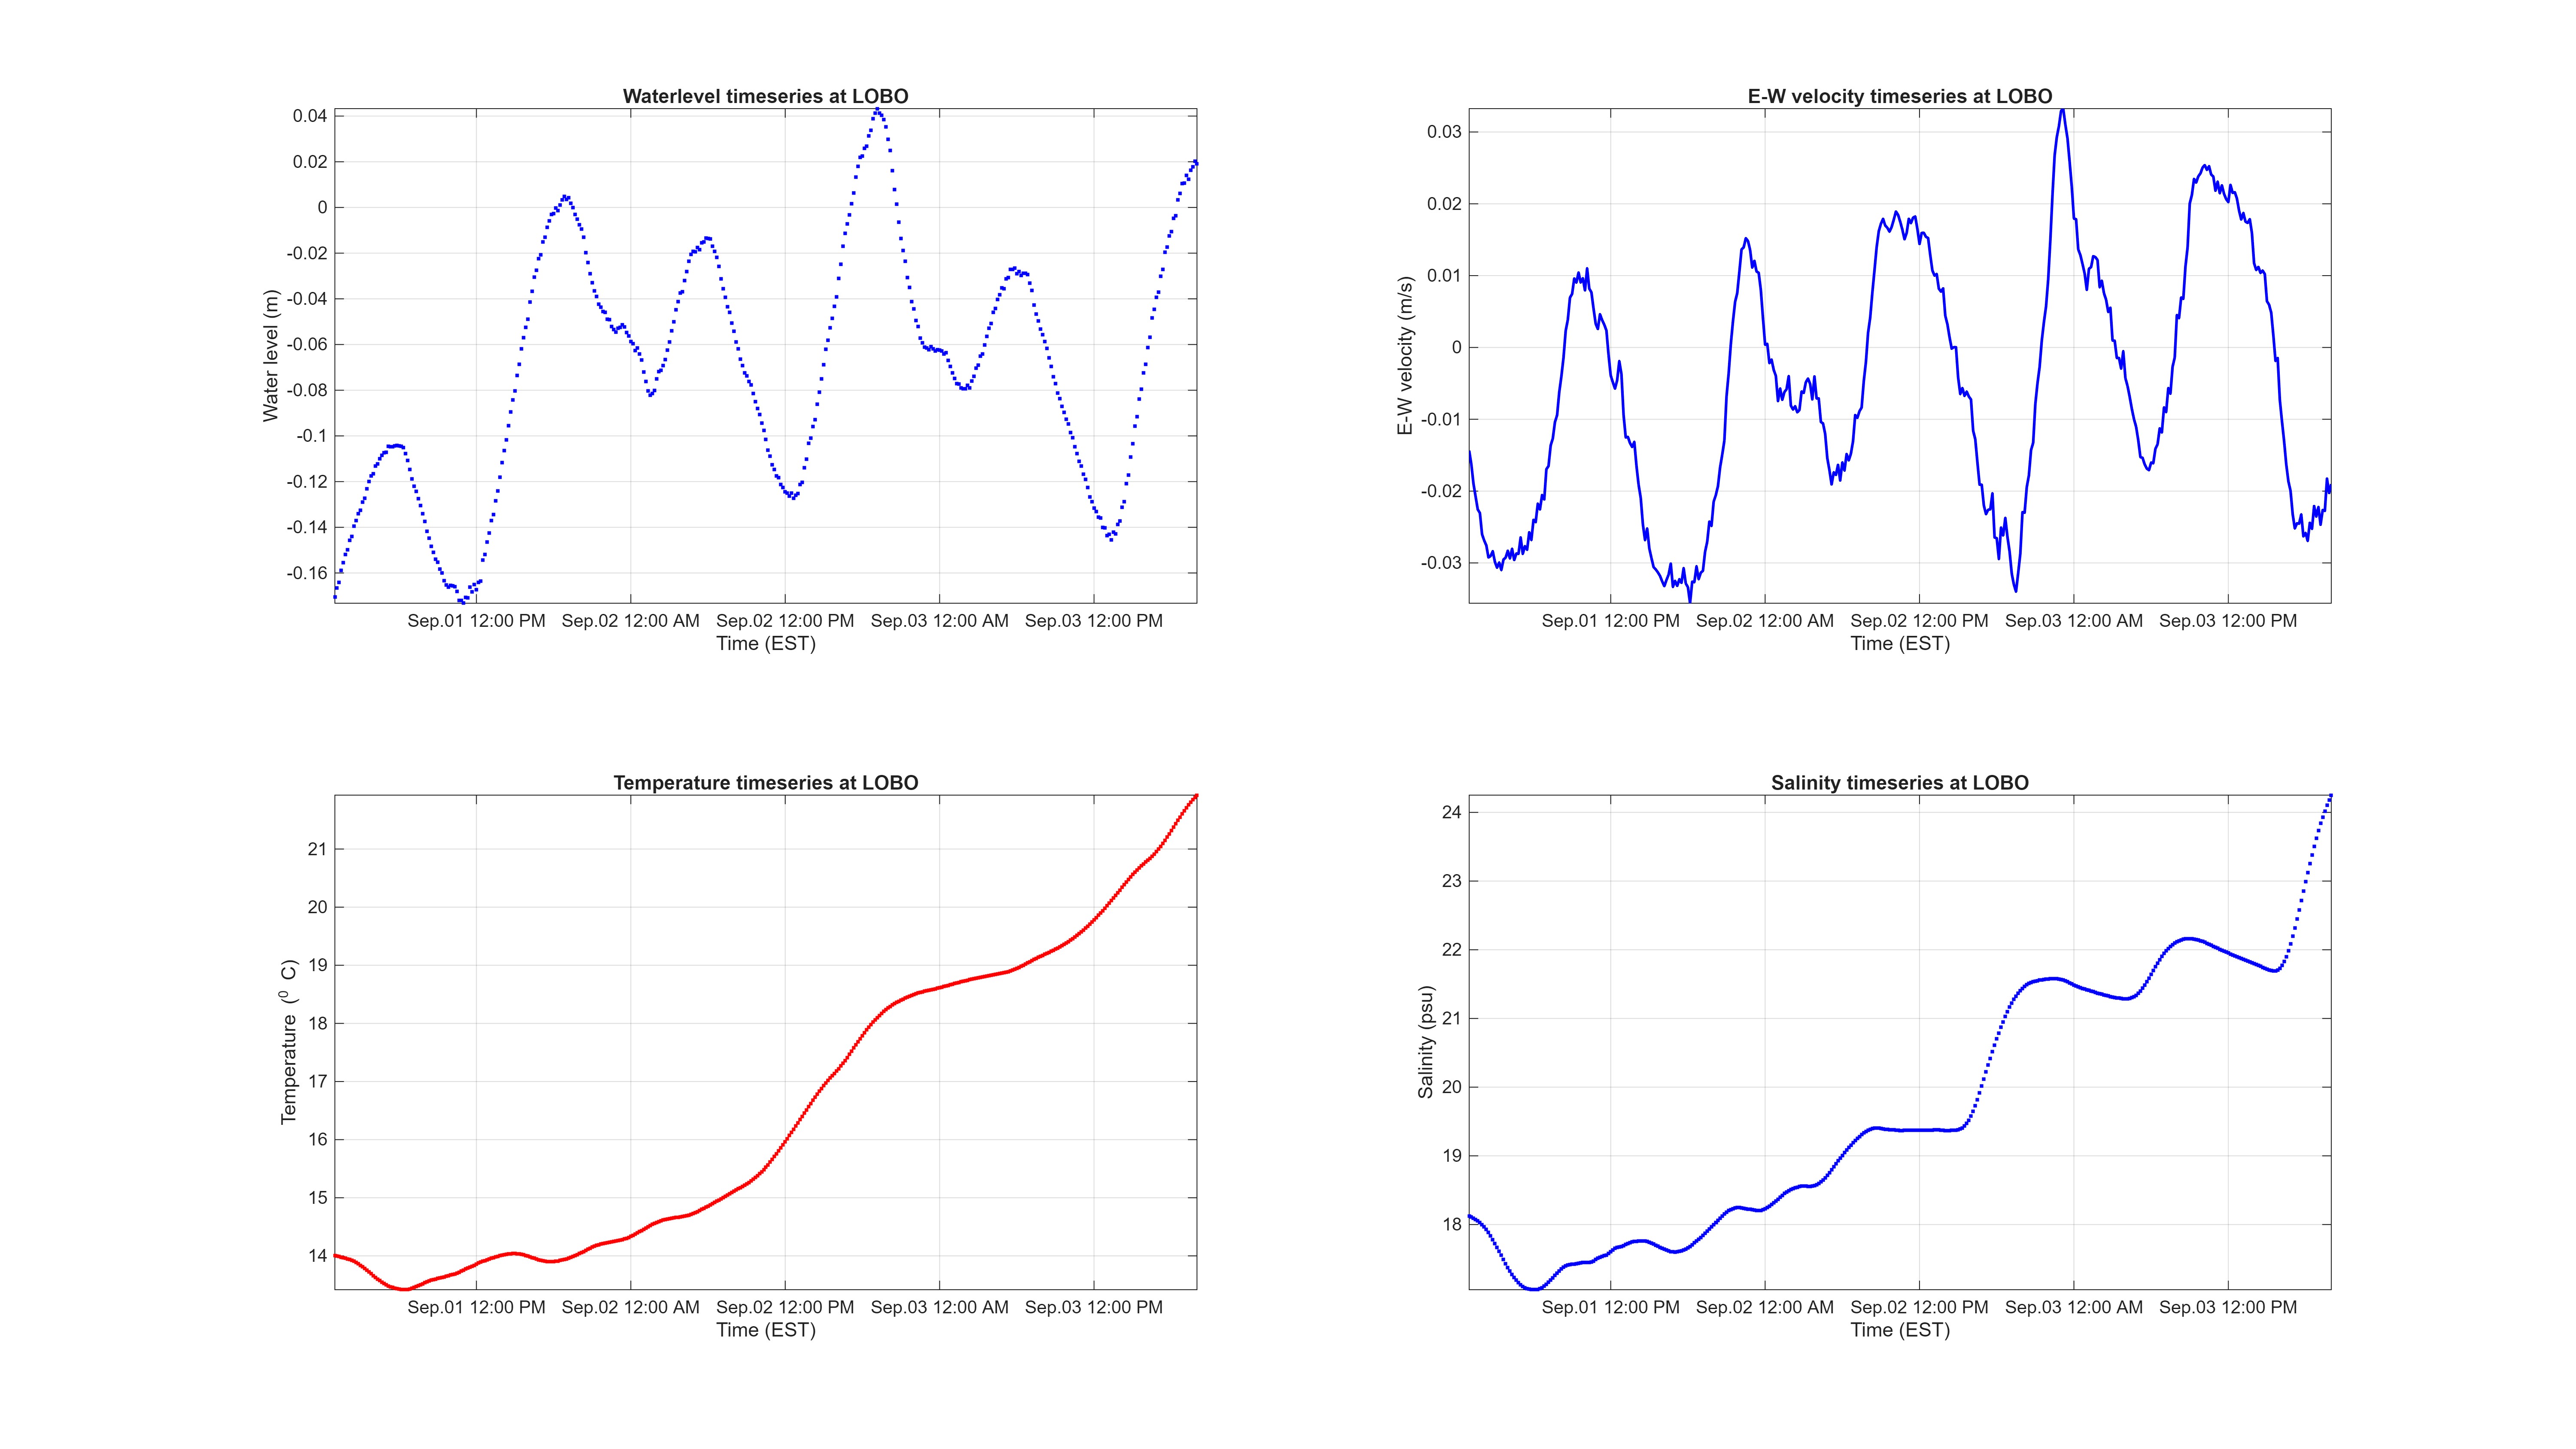 Waterlevel timeseries at LOBO
0.04
0.02
0
-0.02
-0.04
-0.06
-0.08
-0.1
-0.12
-0.14
-0.16
Water level (m)
Sep.01 12:00 PM Sep.02 12:00 AM Sep.02 12:00 PM Sep.03 12:00 AM Sep.03 12:00 PM
Time (EST)
E-W velocity timeseries at LOBO
0.03
0.02
0.01
0
-0.01
-0.02
-0.03
E-W velocity (m/s)
Sep.01 12:00 PM Sep.02 12:00 AM Sep.02 12:00 PM Sep.03 12:00 AM Sep.03 12:00 PM
Time (EST)
Temperature timeseries at LOBO
21
20
19
18
17
16
15
14
Temperature (⁰ C)
Sep.01 12:00 PM Sep.02 12:00 AM Sep.02 12:00 PM Sep.03 12:00 AM Sep.03 12:00 PM
Time (EST)
Salinity timeseries at LOBO
24
23
22
21
20
19
18
Salinity (psu)
Sep.01 12:00 PM Sep.02 12:00 AM Sep.02 12:00 PM Sep.03 12:00 AM Sep.03 12:00 PM
Time (EST)